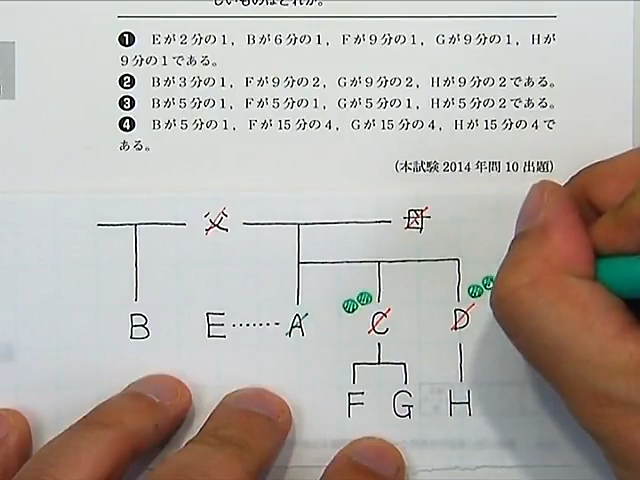 しいものはどれか。
❶ Eが2分の1，Bが6分の1，Fが9分の1，Gが9分の1，Hが
9分の1である。
❷ Bが3分の1，Fが9分の2，Gが9分の2，Hが9分の2である。
❸ Bが5分の1，Fが5分の1，Gが5分の1，Hが5分の2である。
❹ Bが5分の1，Fが15分の4，Gが15分の4，Hが15分の4で
ある。
(本試験2014年問10出題)
父 母
B E A C D
F G H